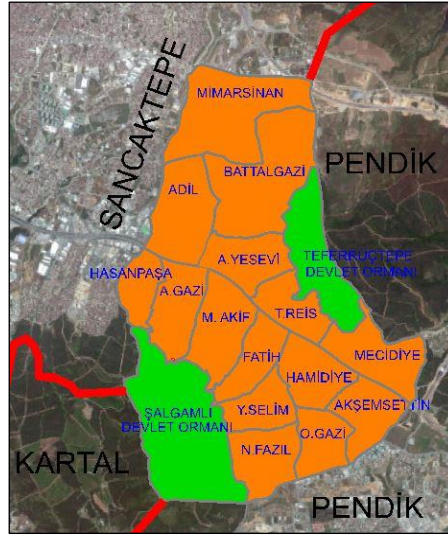 MİMARSİNAN
SANCAKTEPE
BATTALGAZİ
PENDİK
ADİL
TEFERRUÇTEPE
DEVLET ORMANI
A.YESEVİ
HASANPAŞA
A.GAZİ
M. AKİF
T.REİS
MECİDİYE
FATİH
HAMİDİYE
AKŞEMSETTİN
ŞALGAMLI
DEVLET ORMANI
Y.SELİM
O.GAZİ
N.FAZIL
KARTAL
PENDİK